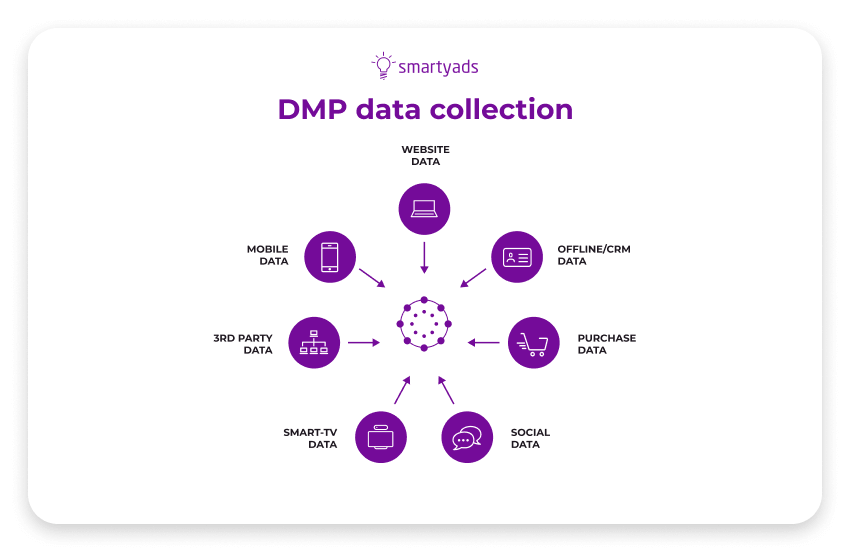 smartyads
DMP data collection
WEBSITE
DATA
MOBILE
DATA
OFFLINE/CRM
DATA
3RD PARTY
DATA
PURCHASE
DATA
SMART-TV
DATA
SOCIAL
DATA